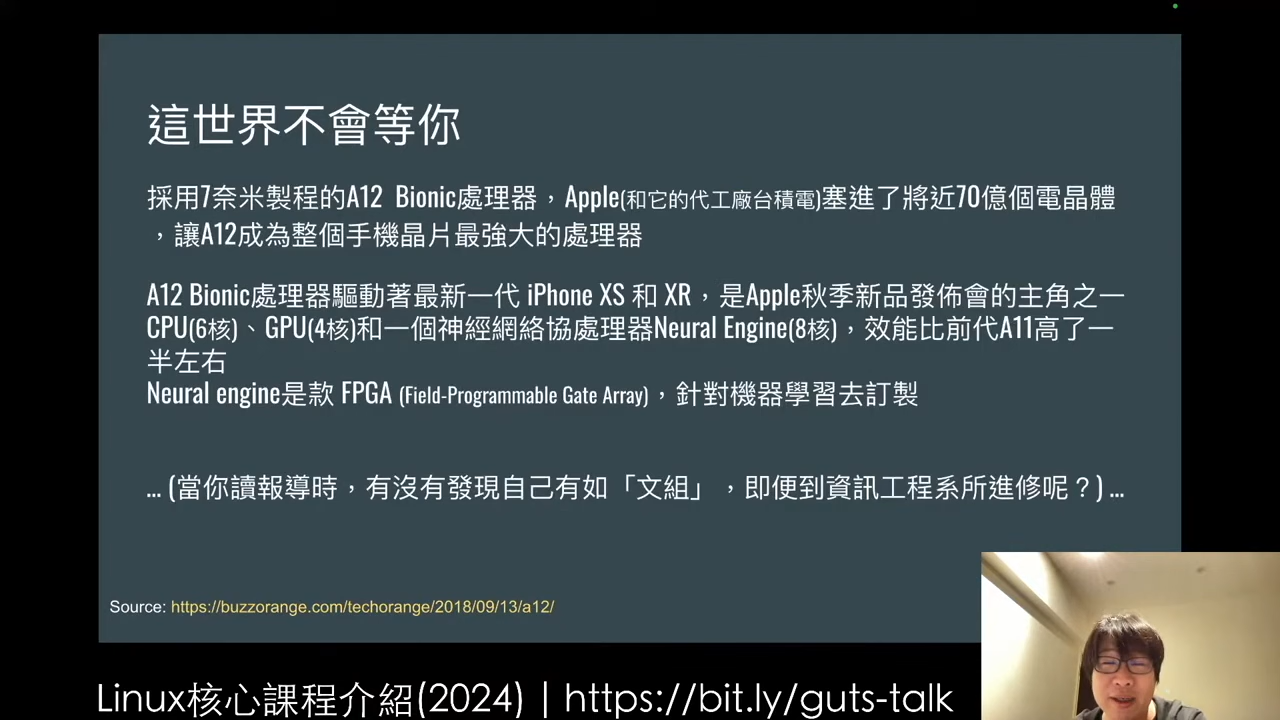 這世界不會等你
採用7奈米製程的A12 Bionic處理器，Apple(和它的代工廠台積電)塞進了將近70億個電晶體
，讓A12成為整個手機晶片最強大的處理器
A12 Bionic處理器驅動著最新一代 iPhone XS 和 XR，是Apple秋季新品發佈會的主角之一
CPU(6核)、GPU(4核)和一個神經網絡協處理器Neural Engine(8核)，效能比前代A11高了一
半左右
Neural engine是款 FPGA (Field-Programmable Gate Array)，針對機器學習去訂製
... (當你讀報導時，有沒有發現自己有如「文組」，即便到資訊工程系所進修呢？) ...
Source: https://buzzorange.com/techorange/2018/09/13/a12/
Linux核心課程介紹(2024) | https://bit.ly/guts-talk